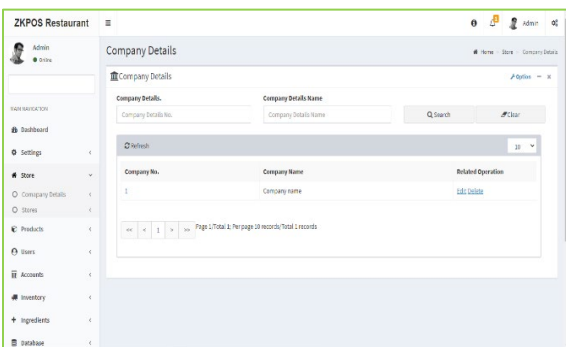 ZKPOS Restaurant
Admin
Admin
Online
Company Details
Home - Store - Company Details
Company Details
Option
Company Details.
Company Details Name
Company Details No.
Company Details Name
Search
Clear
MAIN NAVIGATION
Dashboard
Settings
Store
Company Details
Stores
Products
Users
Accounts
Inventory
Ingredients
Database
Refresh
10
Company No.
Company Name
Related Operation
1
Company name
Edit Delete
<< < 1 > >> Page 1/Total 1; Per page 10 records/Total 1 records